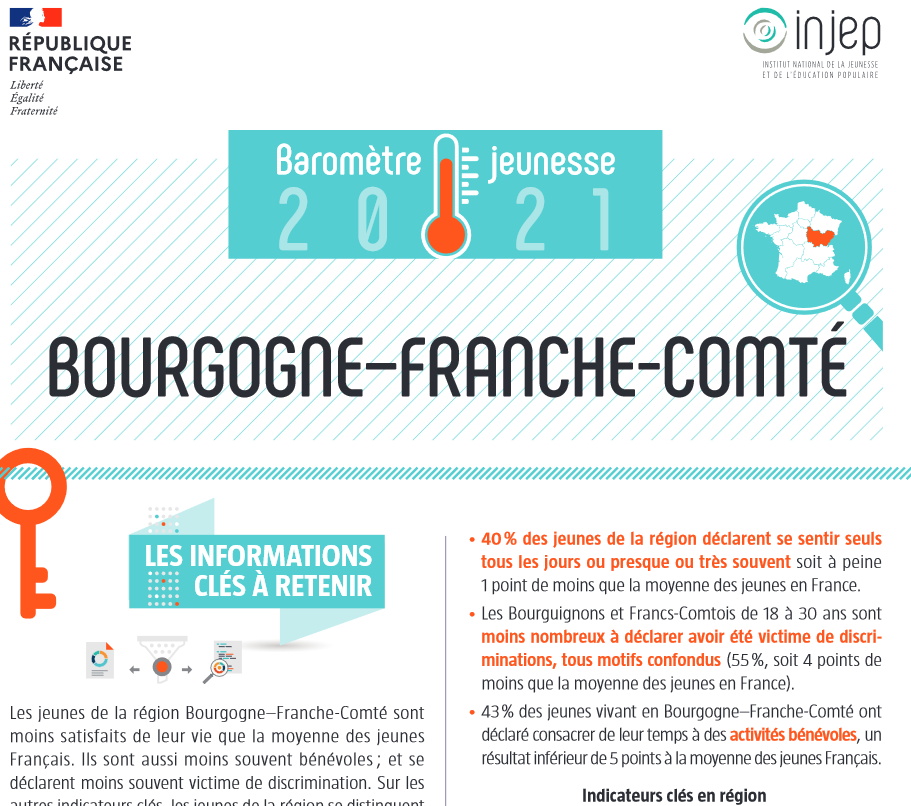 RÉPUBLIQUE
FRANÇAISE
Liberté
Égalité
Fraternité
injep
INSTITUT NATIONAL DE LA JEUNESSE
ET DE L'ÉDUCATION POPULAIRE
Baromètre jeunesse
2021
BOURGOGNE–FRANCHE-COMTÉ
LES INFORMATIONS
CLÉS À RETENIR
Les jeunes de la région Bourgogne–Franche-Comté sont
moins satisfaits de leur vie que la moyenne des jeunes
Français. Ils sont aussi moins souvent bénévoles ; et se
déclarent moins souvent victime de discrimination. Sur les
autres indicateurs clés, les jeunes de la région se distinguent
• 40 % des jeunes de la région déclarent se sentir seuls
tous les jours ou presque ou très souvent soit à peine
1 point de moins que la moyenne des jeunes en France.
• Les Bourguignons et Francs-Comtois de 18 à 30 ans sont
moins nombreux à déclarer avoir été victime de discri-
minations, tous motifs confondus (55 %, soit 4 points de
moins que la moyenne des jeunes en France).
• 43 % des jeunes vivant en Bourgogne–Franche-Comté ont
déclaré consacrer de leur temps à des activités bénévoles, un
résultat inférieur de 5 points à la moyenne des jeunes Français.
Indicateurs clés en région